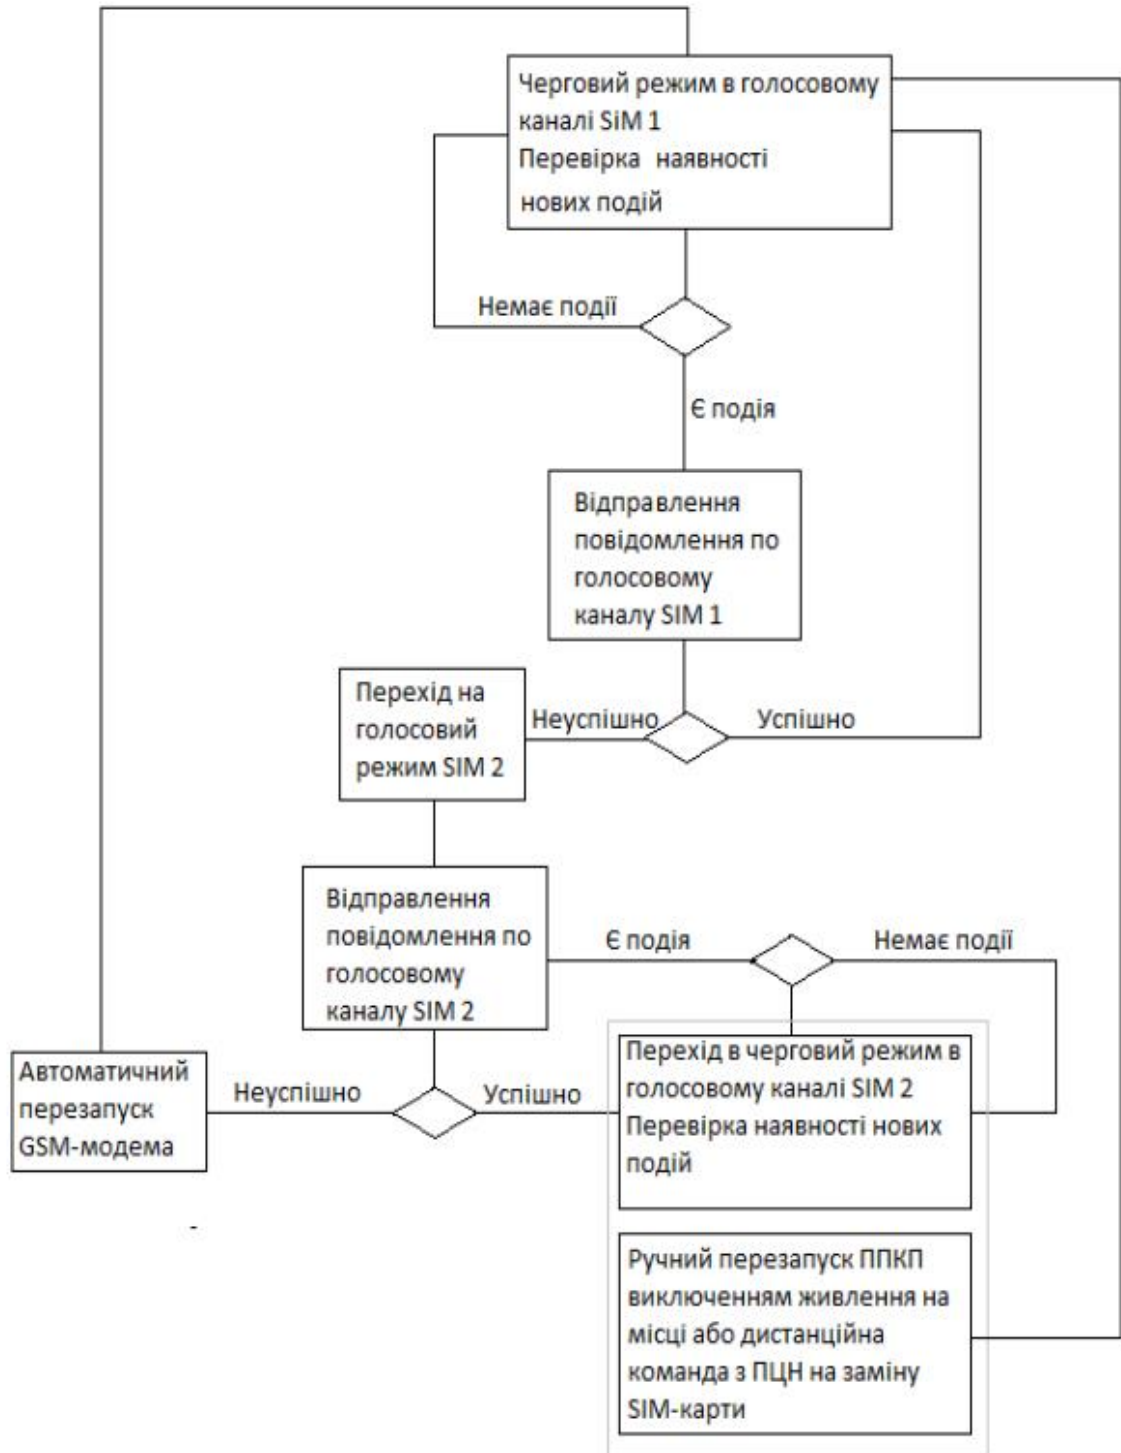 Черговий режим в голосовому
каналі SiM 1
Перевірка наявності
нових подій
Немає події
Є подія
Відправлення
повідомлення по
голосовому
каналу SIM 1
Перехід на
голосовий
режим SIM 2
Неуспішно
Успішно
Відправлення
повідомлення по
голосовому
каналу SIM 2
Є подія
Немає події
Автоматичний
перезапуск
GSM-модема
Неуспішно
Успішно
Перехід в черговий режим в
голосовому каналі SIM 2
Перевірка наявності нових
подій
Ручний перезапуск ППКП
виключенням живлення на
місці або дистанційна
команда з ПЦН на заміну
SIM-карти